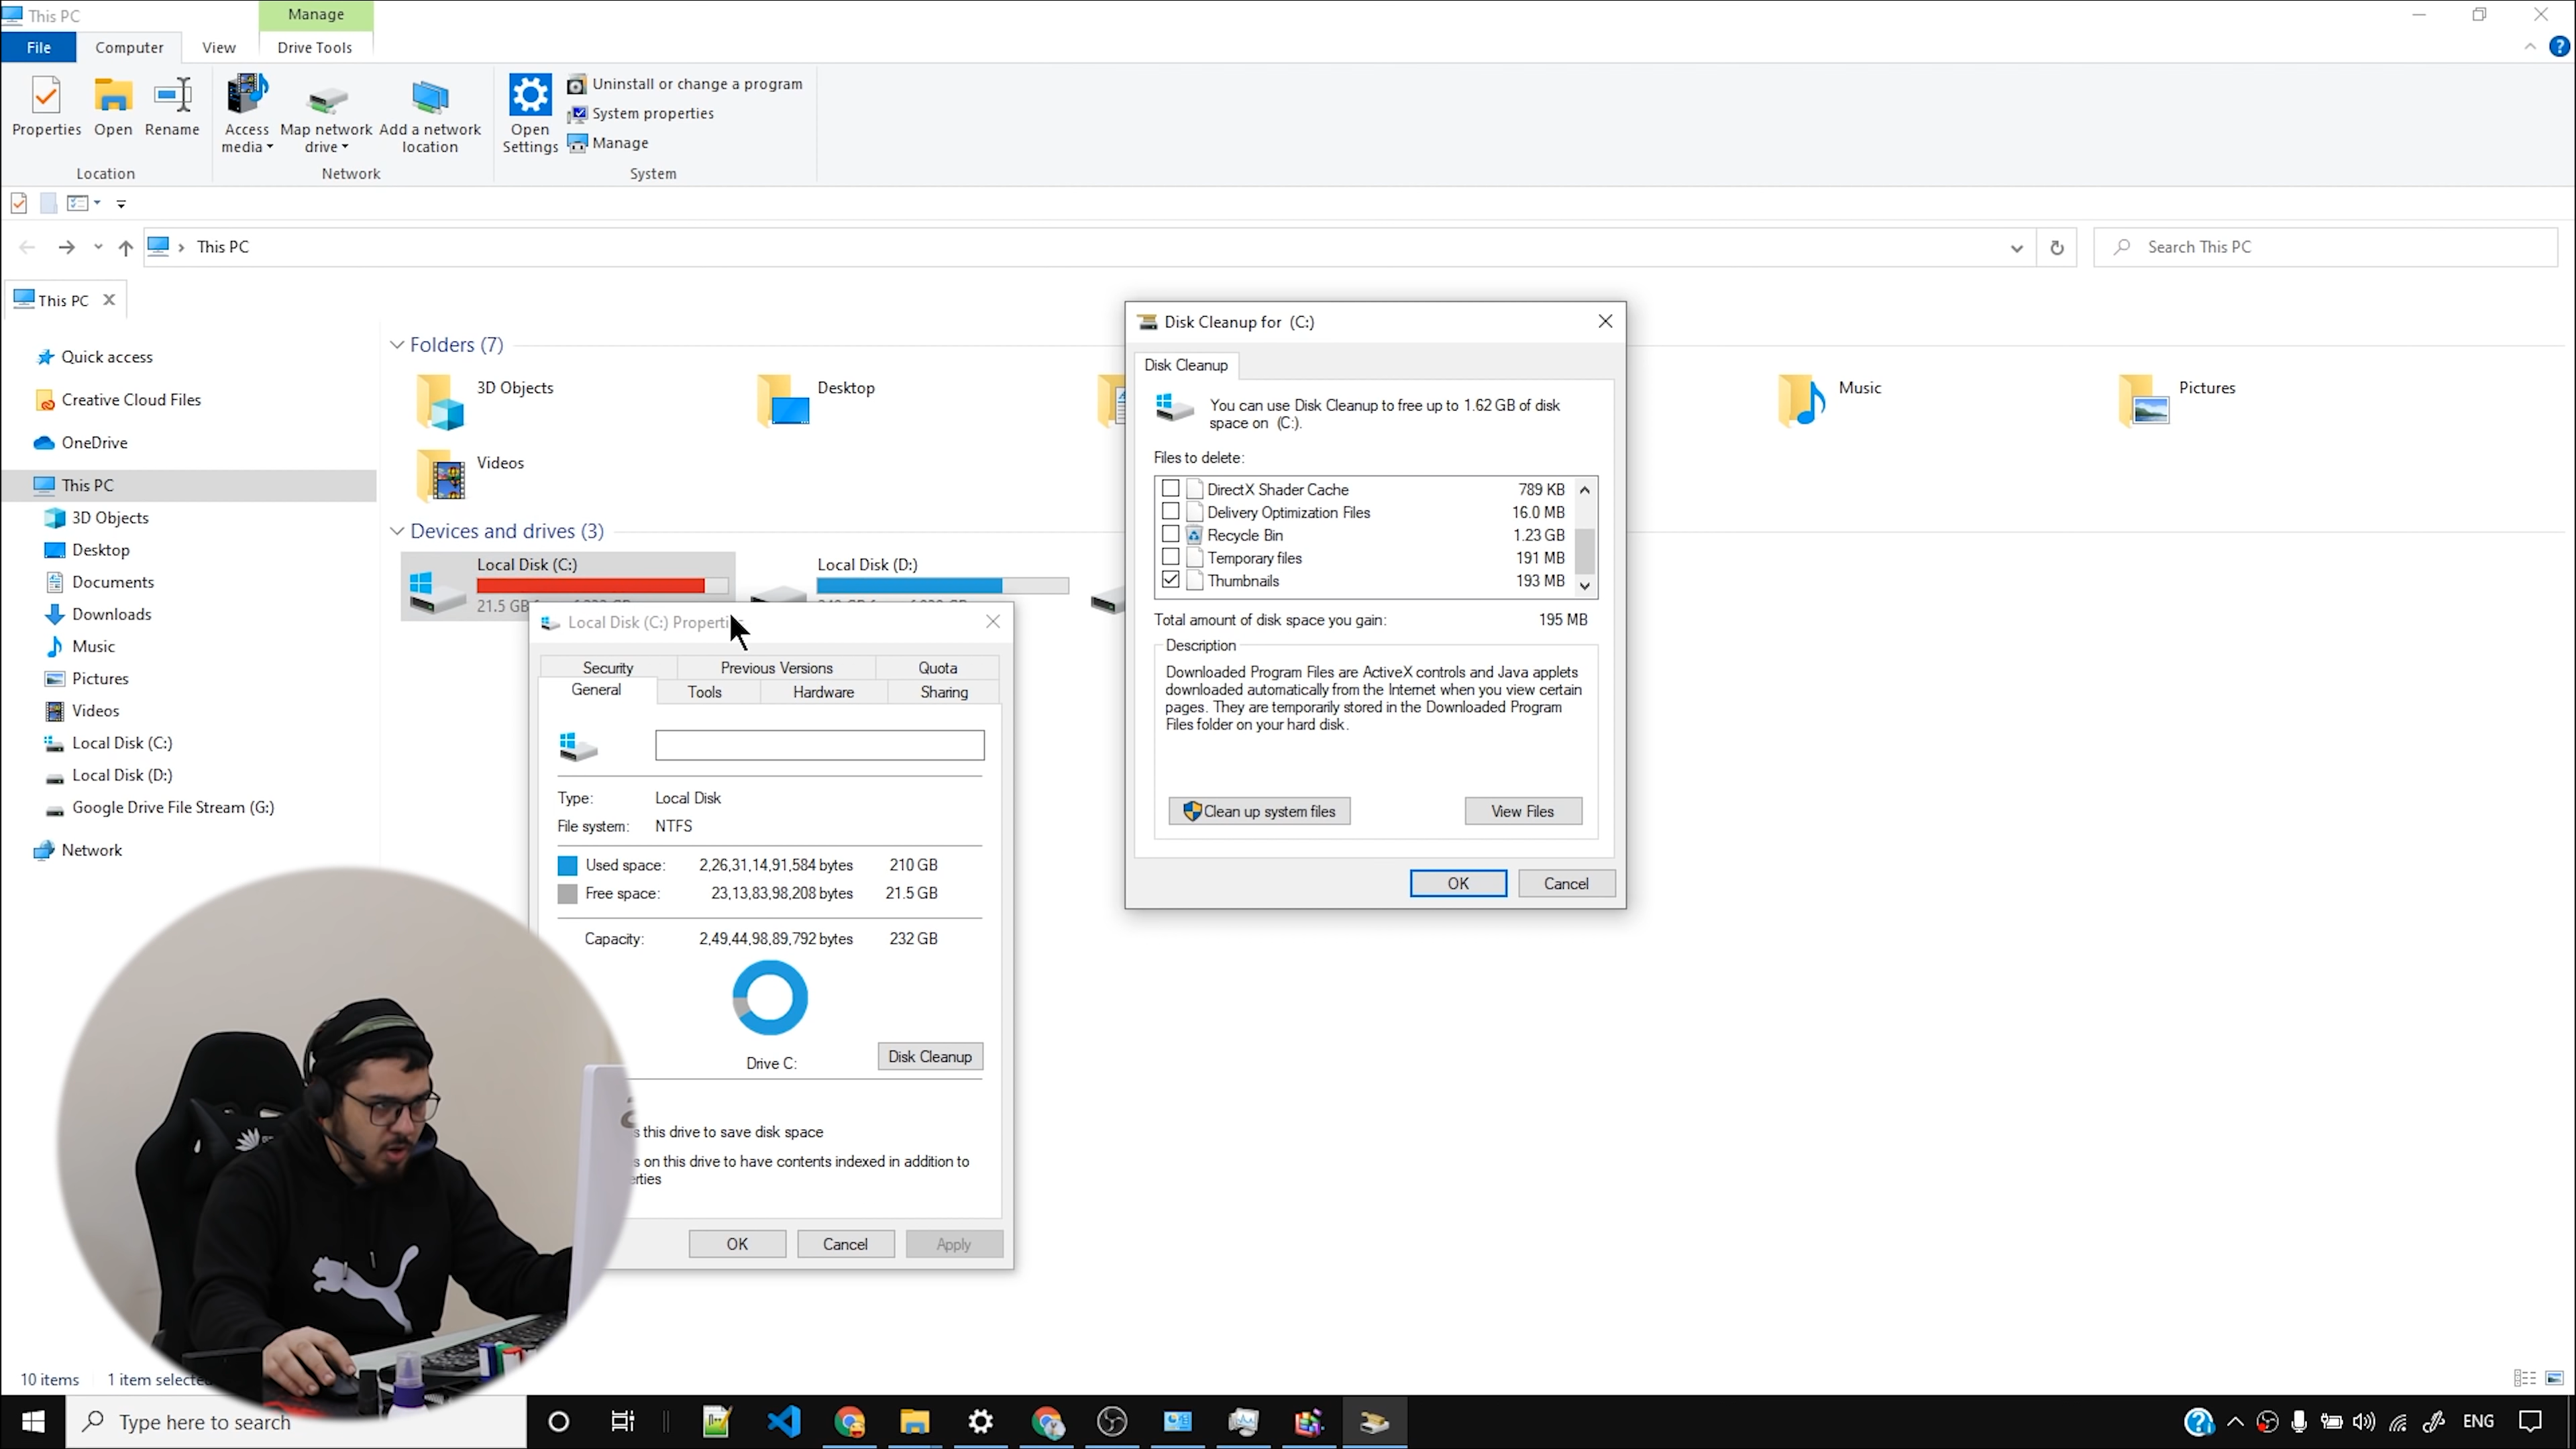 This PC
Manage
File
Computer
View
Drive Tools
Properties
Open
Rename
Access media
Map network drive
Add a network location
Open Settings
Uninstall or change a program
System properties
Manage
Location
Network
System
This PC
Search This PC
This PC
Quick access
Creative Cloud Files
OneDrive
This PC
3D Objects
Desktop
Documents
Downloads
Music
Pictures
Videos
Local Disk (C:)
Local Disk (D:)
Google Drive File Stream (G:)
Network
Folders (7)
3D Objects
Desktop
Music
Pictures
Videos
Devices and drives (3)
Local Disk (C:)
21.5 GB
Local Disk (D:)
Local Disk (C:)
Security
Previous Versions
Quota
General
Tools
Hardware
Sharing
Type: Local Disk
File system: NTFS
Used space: 2,26,31,14,91,584 bytes 210 GB
Free space: 23,13,83,98,208 bytes 21.5 GB
Capacity: 2,49,44,98,89,792 bytes 232 GB
Drive C:
Disk Cleanup
this drive to save disk space
on this drive to have contents indexed in addition to
OK
Cancel
Apply
Disk Cleanup for (C:)
Disk Cleanup
You can use Disk Cleanup to free up to 1.62 GB of disk
space on (C:).
Files to delete:
DirectX Shader Cache 789 KB
Delivery Optimization Files 16.0 MB
Recycle Bin 1.23 GB
Temporary files 191 MB
Thumbnails 193 MB
Total amount of disk space you gain: 195 MB
Description
Downloaded Program Files are ActiveX controls and Java applets
downloaded automatically from the Internet when you view certain
pages. They are temporarily stored in the Downloaded Program
Files folder on your hard disk.
Clean up system files
View Files
OK
Cancel
10 items
1 item
Type here to search
ENG